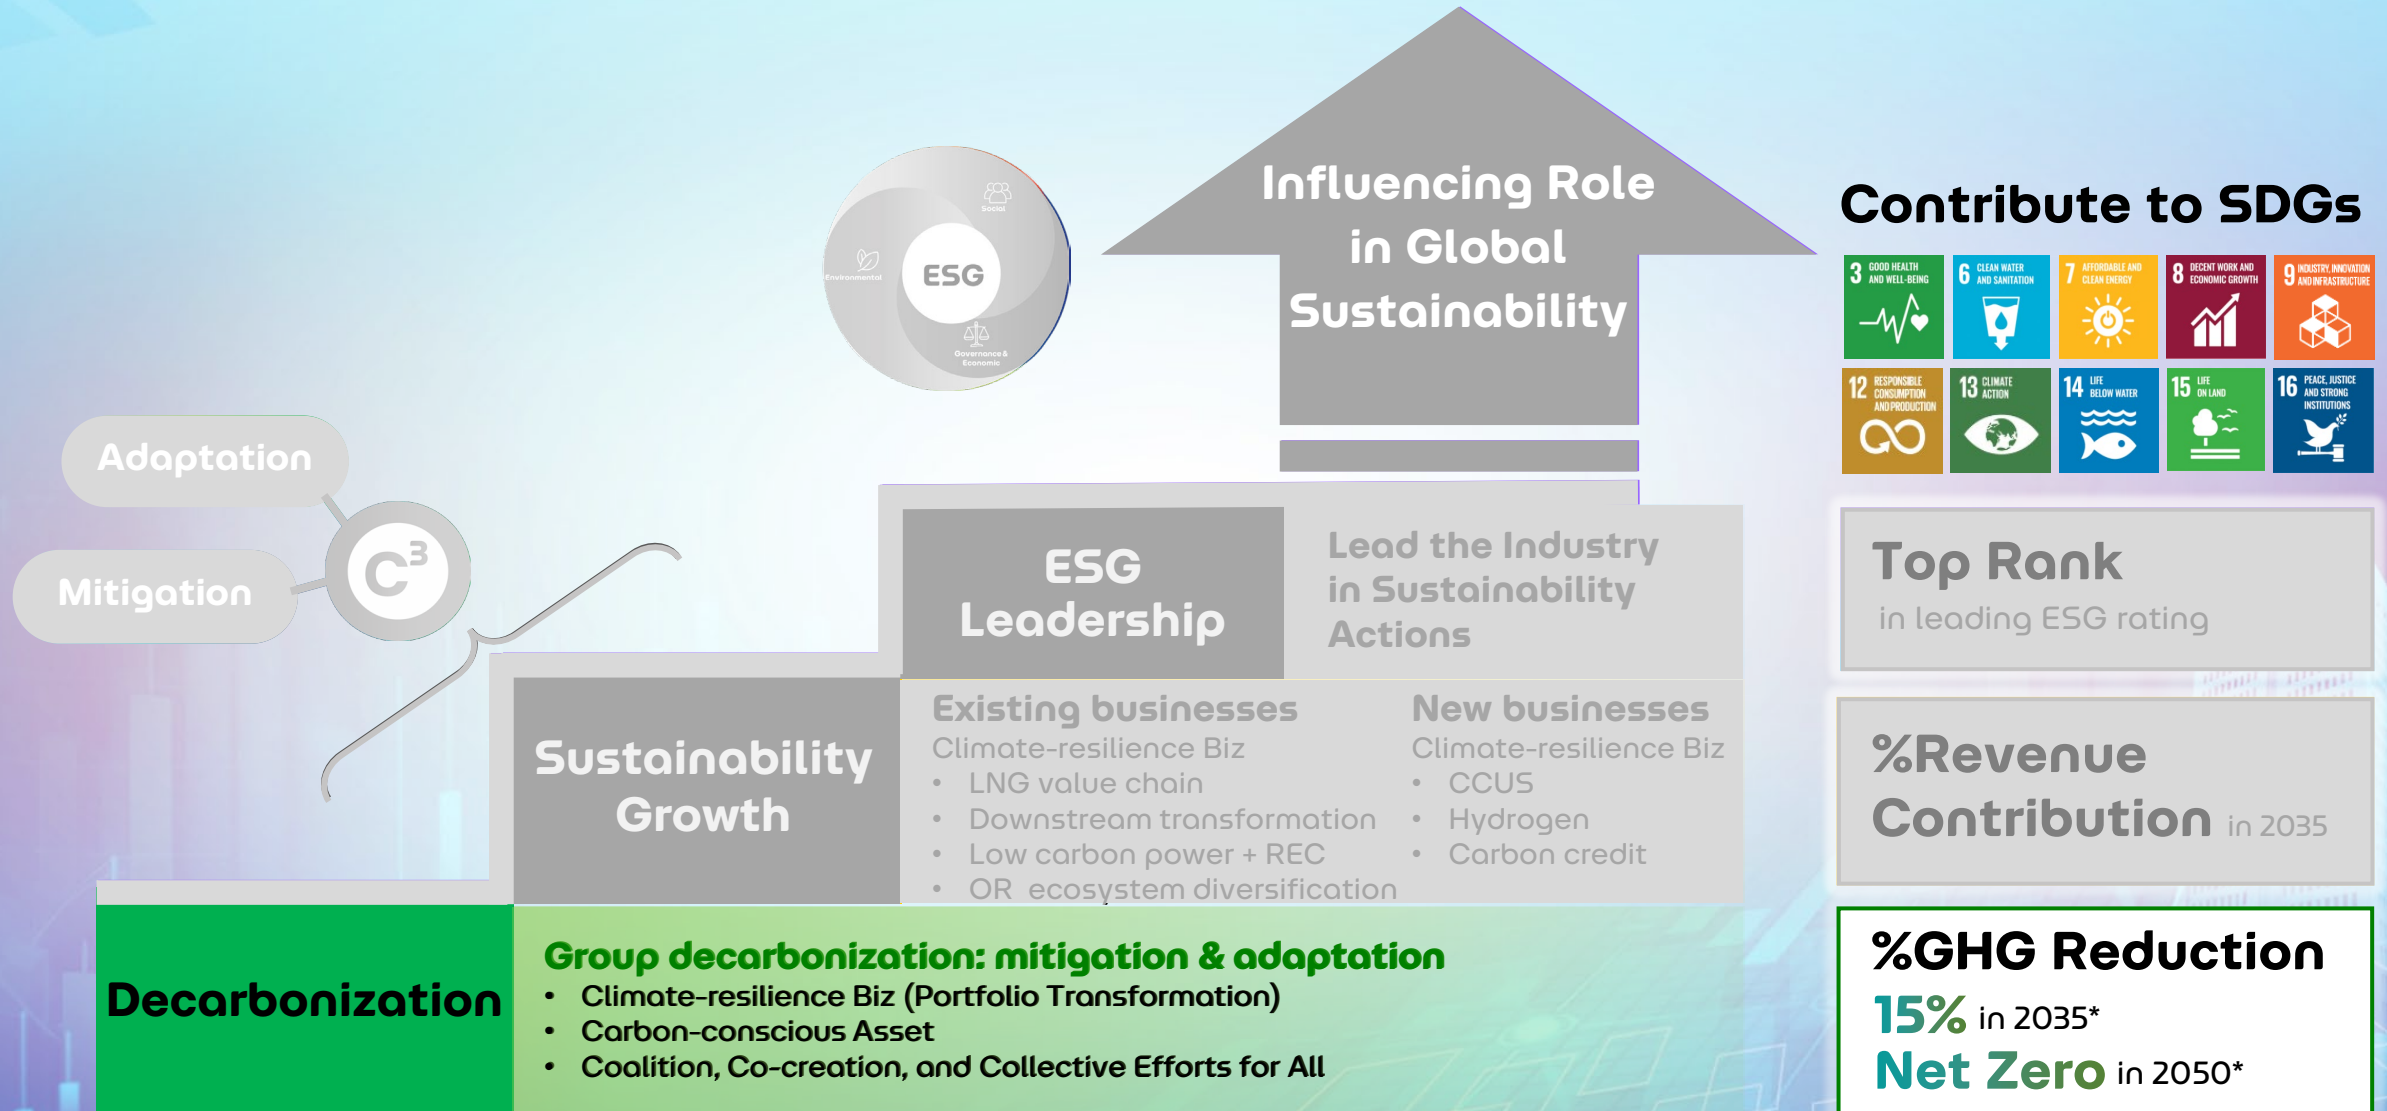 Influencing Role
in Global
Sustainability
Social
Environmental
ESG
Governance &
Economic
Contribute to SDGs
3 GOOD HEALTH
AND WELL-BEING
6 CLEAN WATER
AND SANITATION
7 AFFORDABLE AND
CLEAN ENERGY
8 DECENT WORK AND
ECONOMIC GROWTH
9 INDUSTRY, INNOVATION
AND INFRASTRUCTURE
12 RESPONSIBLE
CONSUMPTION
AND PRODUCTION
13 CLIMATE
ACTION
14 LIFE
BELOW WATER
15 LIFE
ON LAND
16 PEACE, JUSTICE
AND STRONG
INSTITUTIONS
Adaptation
Mitigation
C³
ESG
Leadership
Lead the Industry
in Sustainability
Actions
Top Rank
in leading ESG rating
Sustainability
Growth
Existing businesses
Climate-resilience Biz
• LNG value chain
• Downstream transformation
• Low carbon power + REC
• OR ecosystem diversification
New businesses
Climate-resilience Biz
• CCUS
• Hydrogen
• Carbon credit
%Revenue
Contribution in 2035
Decarbonization
Group decarbonization: mitigation & adaptation
• Climate-resilience Biz (Portfolio Transformation)
• Carbon-conscious Asset
• Coalition, Co-creation, and Collective Efforts for All
%GHG Reduction
15% in 2035*
Net Zero in 2050*